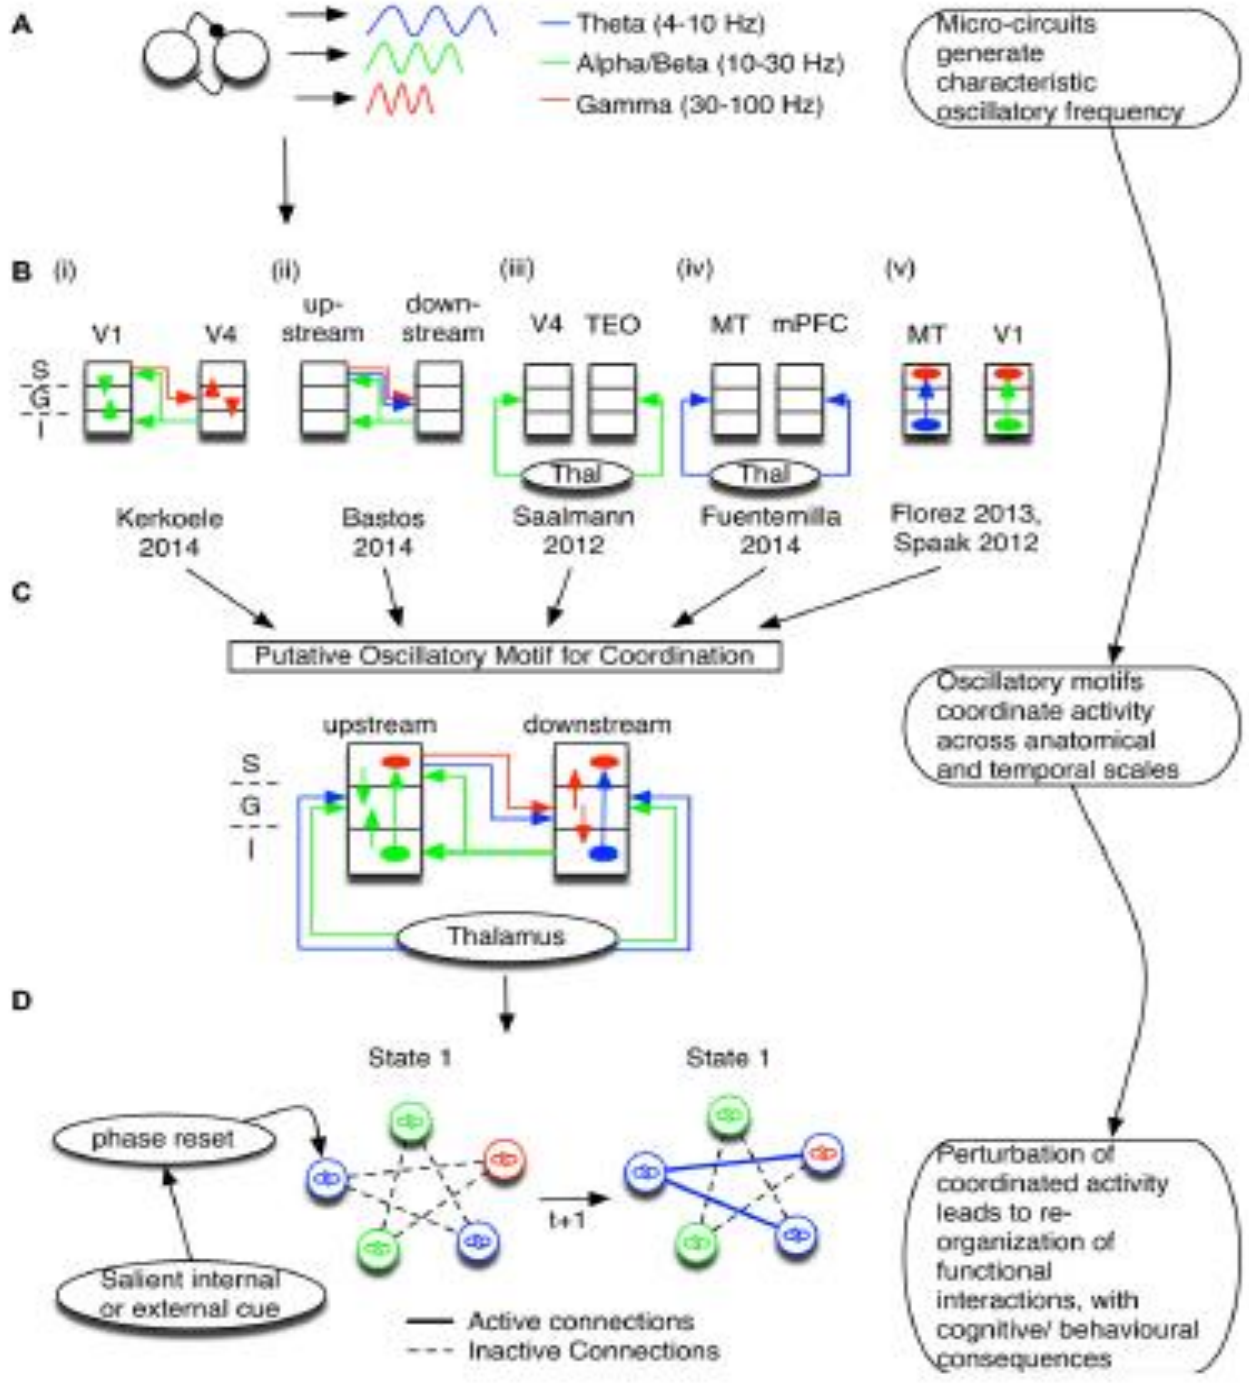 A
Theta (4-10 Hz)
Alpha/Beta (10-30 Hz)
Gamma (30-100 Hz)
Micro-circuits
generate
characteristic
oscillatory frequency
B (i) (ii) (iii) (iv) (v)
V1 V4
up-
stream
down-
stream
V4 TEO
MT mPFC
MT V1
S
G
I
Thal
Thal
Kerkoele
2014
Bastos
2014
Saalmann
2012
Fuentemilla
2014
Florez 2013,
Spaak 2012
C
Putative Oscillatory Motif for Coordination
upstream downstream
S
G
I
Thalamus
Oscillatory motifs
coordinate activity
across anatomical
and temporal scales
D
State 1 State 1
phase reset
Salient internal
or external cue
t+1
Active connections
Inactive Connections
Perturbation of
coordinated activity
leads to re-
organization of
functional
interactions, with
cognitive/ behavioural
consequences